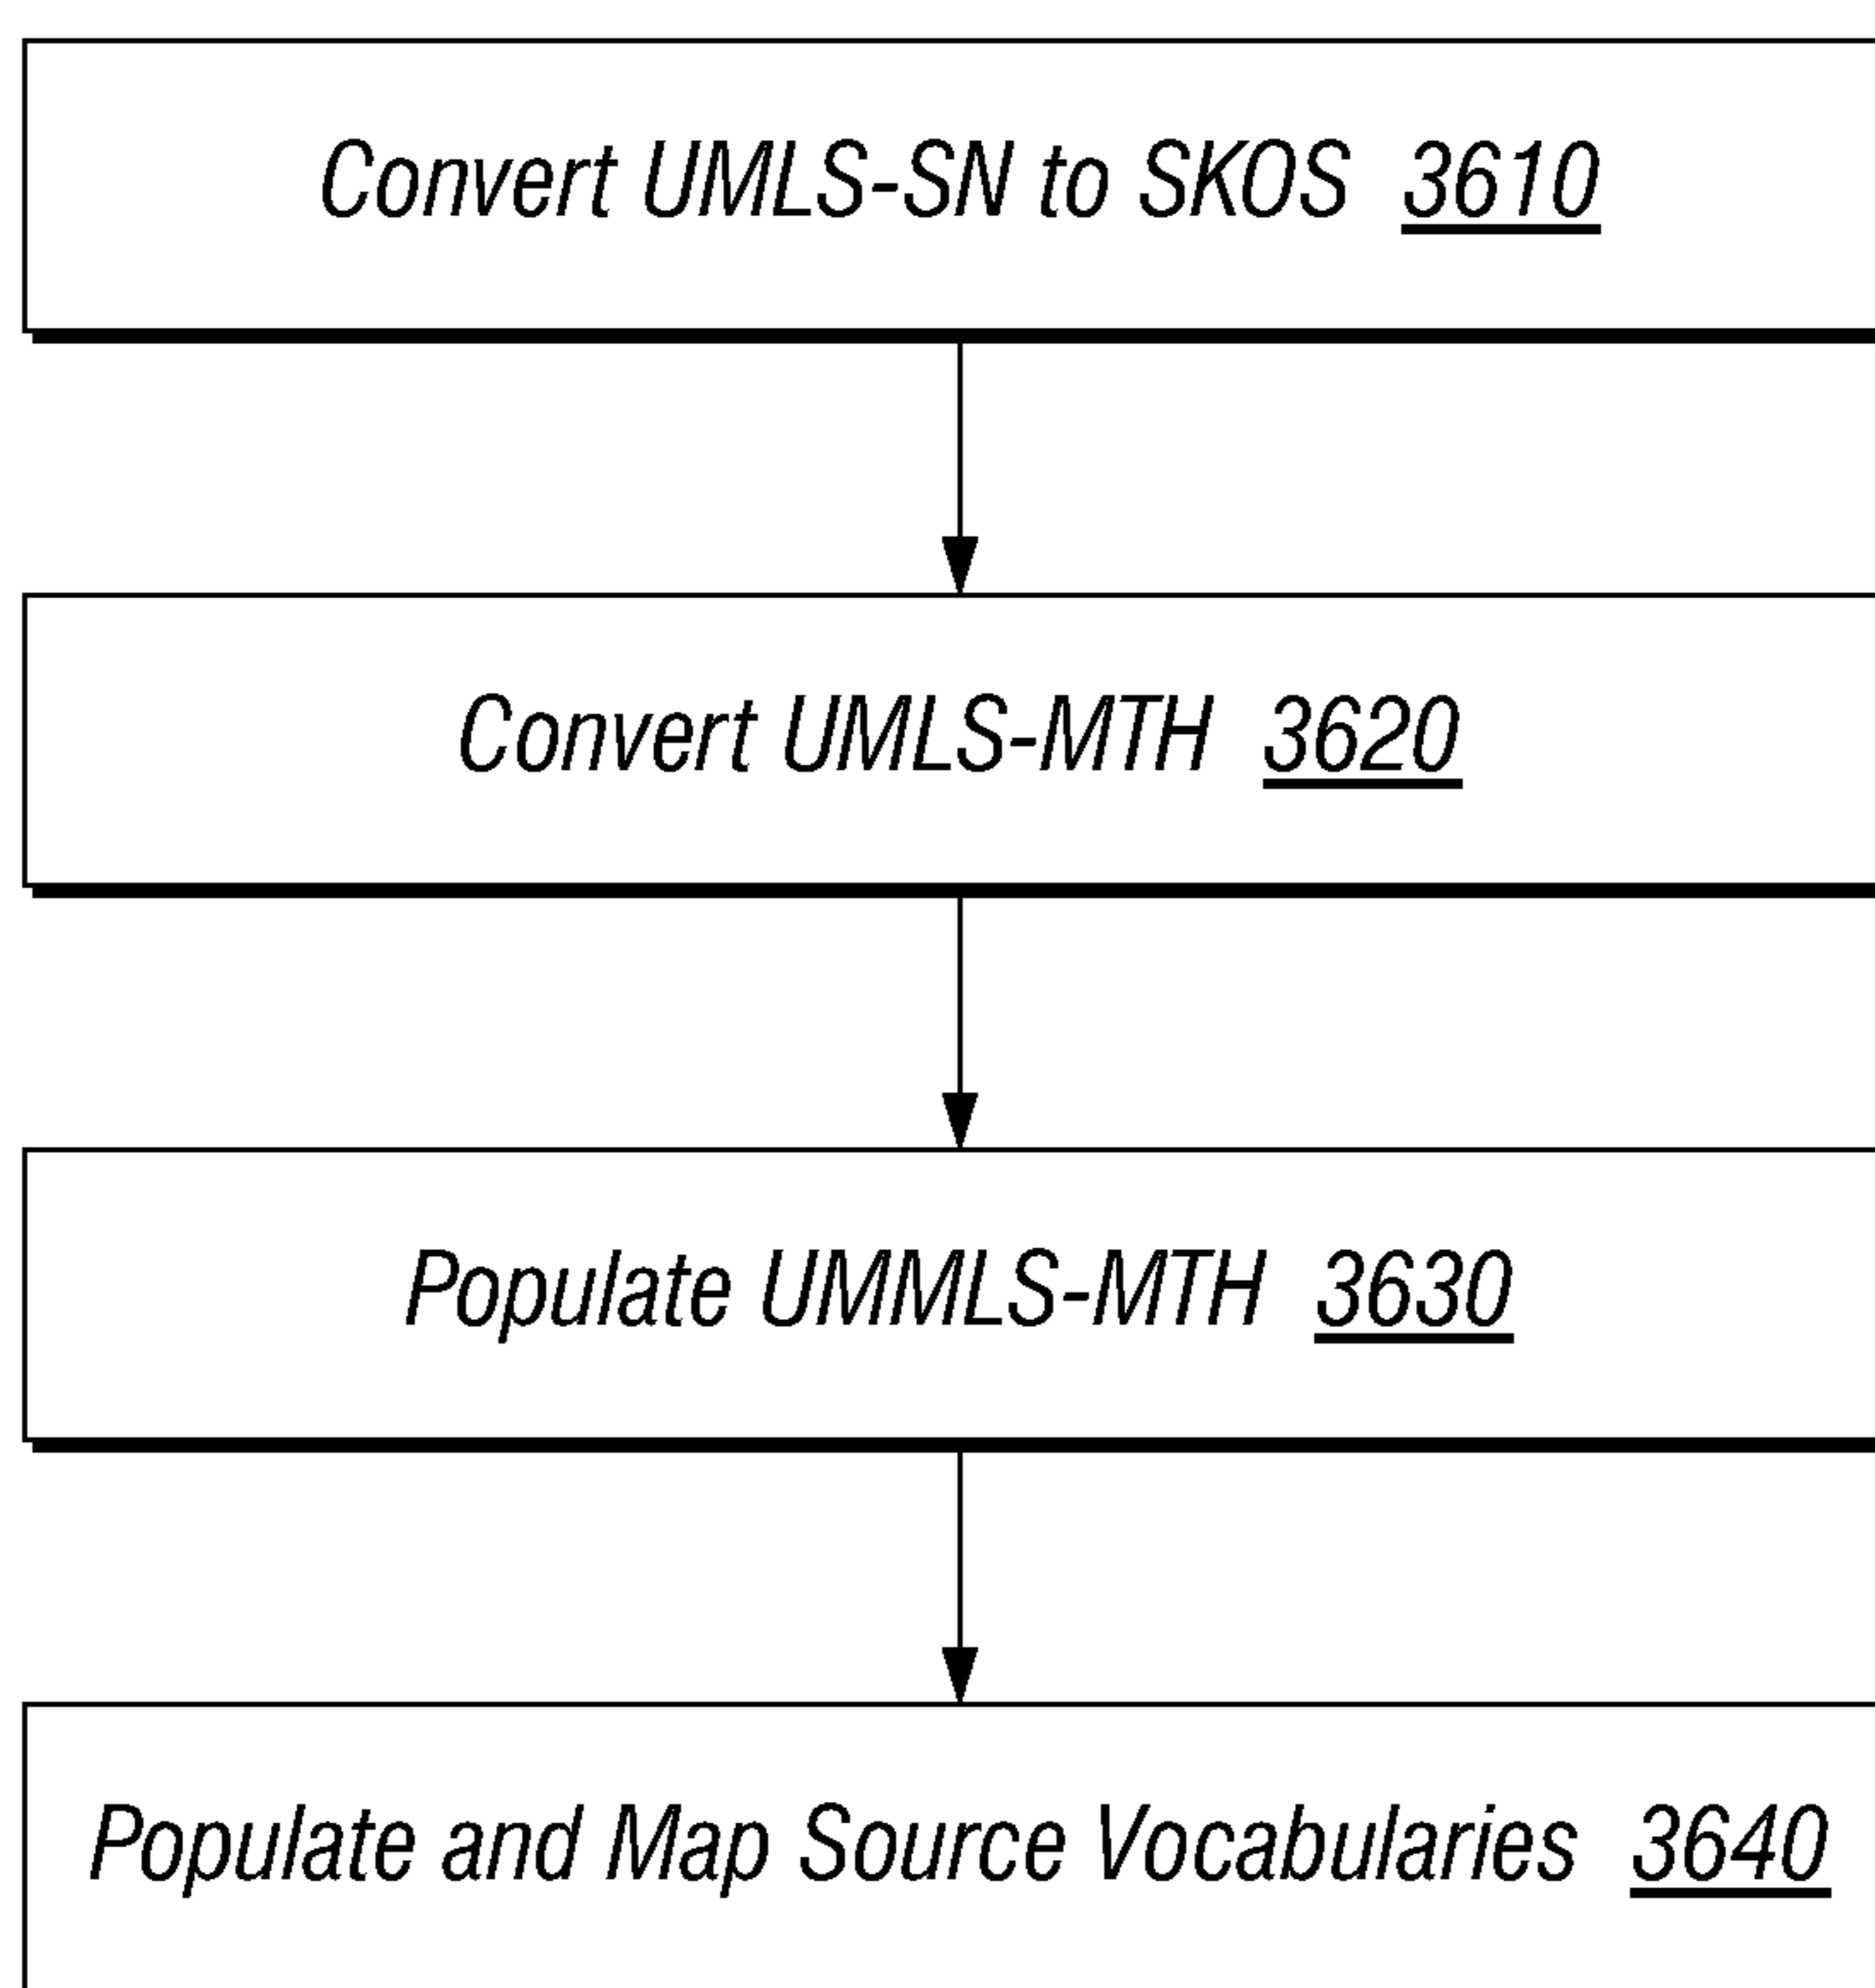 Convert UMLS-SN to SKOS 3610
Convert UMLS-MTH 3620
Populate UMMLS-MTH 3630
Populate and Map Source Vocabularies 3640